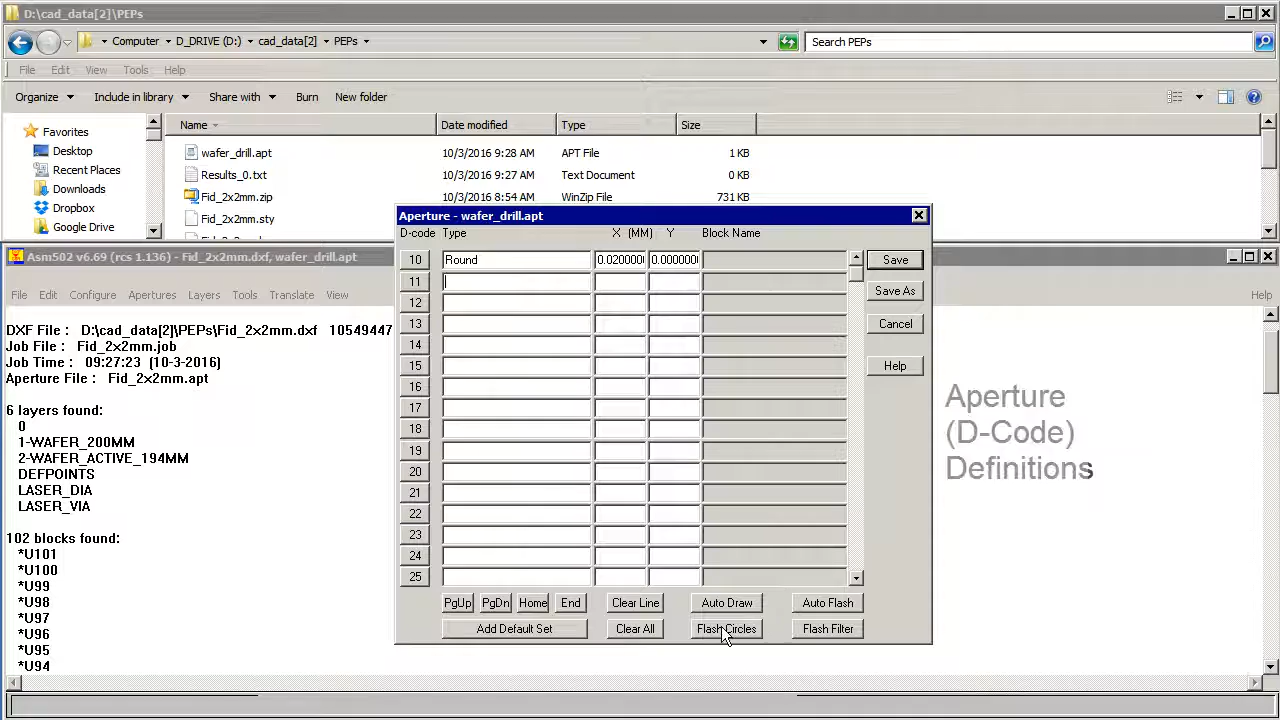 D:\cad_data[2]\PEPs
Computer D_DRIVE (D:) cad_data[2] PEPs
Search PEPs
File Edit View Tools Help
Organize Include in library Share with Burn New folder
Name Date modified Type Size
Favorites
Desktop
Recent Places
Downloads
Dropbox
Google Drive
wafer_drill.apt 10/3/2016 9:28 AM APT File 1 KB
Results_0.txt 10/3/2016 9:27 AM Text Document 0 KB
Fid_2x2mm.zip 10/3/2016 8:54 AM WinZip File 731 KB
Fid_2x2mm.sty
Asm502 v6.69 (rcs 1.136) - Fid_2x2mm.dxf, wafer_drill.apt
File Edit Configure Apertures Layers Tools Translate View Help
DXF File : D:\cad_data[2]\PEPs\Fid_2x2mm.dxf 10549447
Job File : Fid_2x2mm.job
Job Time : 09:27:23 (10-3-2016)
Aperture File : Fid_2x2mm.apt
6 layers found:
0
1-WAFER_200MM
2-WAFER_ACTIVE_194MM
DEFPOINTS
LASER_DIA
LASER_VIA
102 blocks found:
*U101
*U100
*U99
*U98
*U97
*U96
*U95
*U94
Aperture - wafer_drill.apt
D-code Type X (MM) Y Block Name
10 Round 0.020000 0.000000
11
12
13
14
15
16
17
18
19
20
21
22
23
24
25
Save
Save As
Cancel
Help
PgUp PgDn Home End Clear Line Auto Draw Auto Flash
Add Default Set Clear All Flash Circles Flash Filter
Aperture
(D-Code)
Definitions